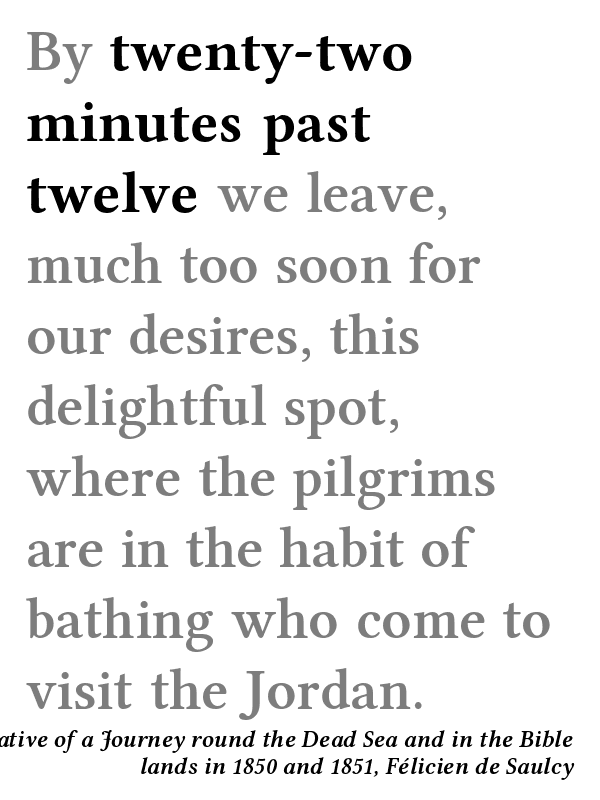 By twenty-two
minutes past
twelve we leave,
much too soon for
our desires, this
delightful spot,
where the pilgrims
are in the habit of
bathing who come to
visit the Jordan.
of a Journey round the Dead Sea and in the Bible
lands in 1850 and 1851, Félicien de Saulcy